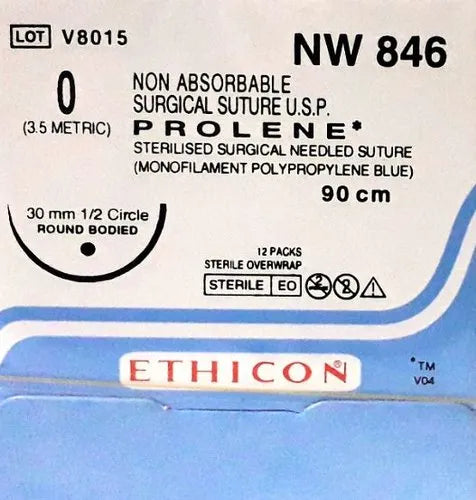 LOT V8015
NW 846
0
(3.5 METRIC)
NON ABSORBABLE
SURGICAL SUTURE U.S.P.
PROLENE*
STERILISED SURGICAL NEEDLED SUTURE
(MONOFILAMENT POLYPROPYLENE BLUE)
90 cm
30 mm 1/2 Circle
ROUND BODIED
12 PACKS
STERILE OVERWRAP
STERILE EO
2
ETHICON®
*TM
V04